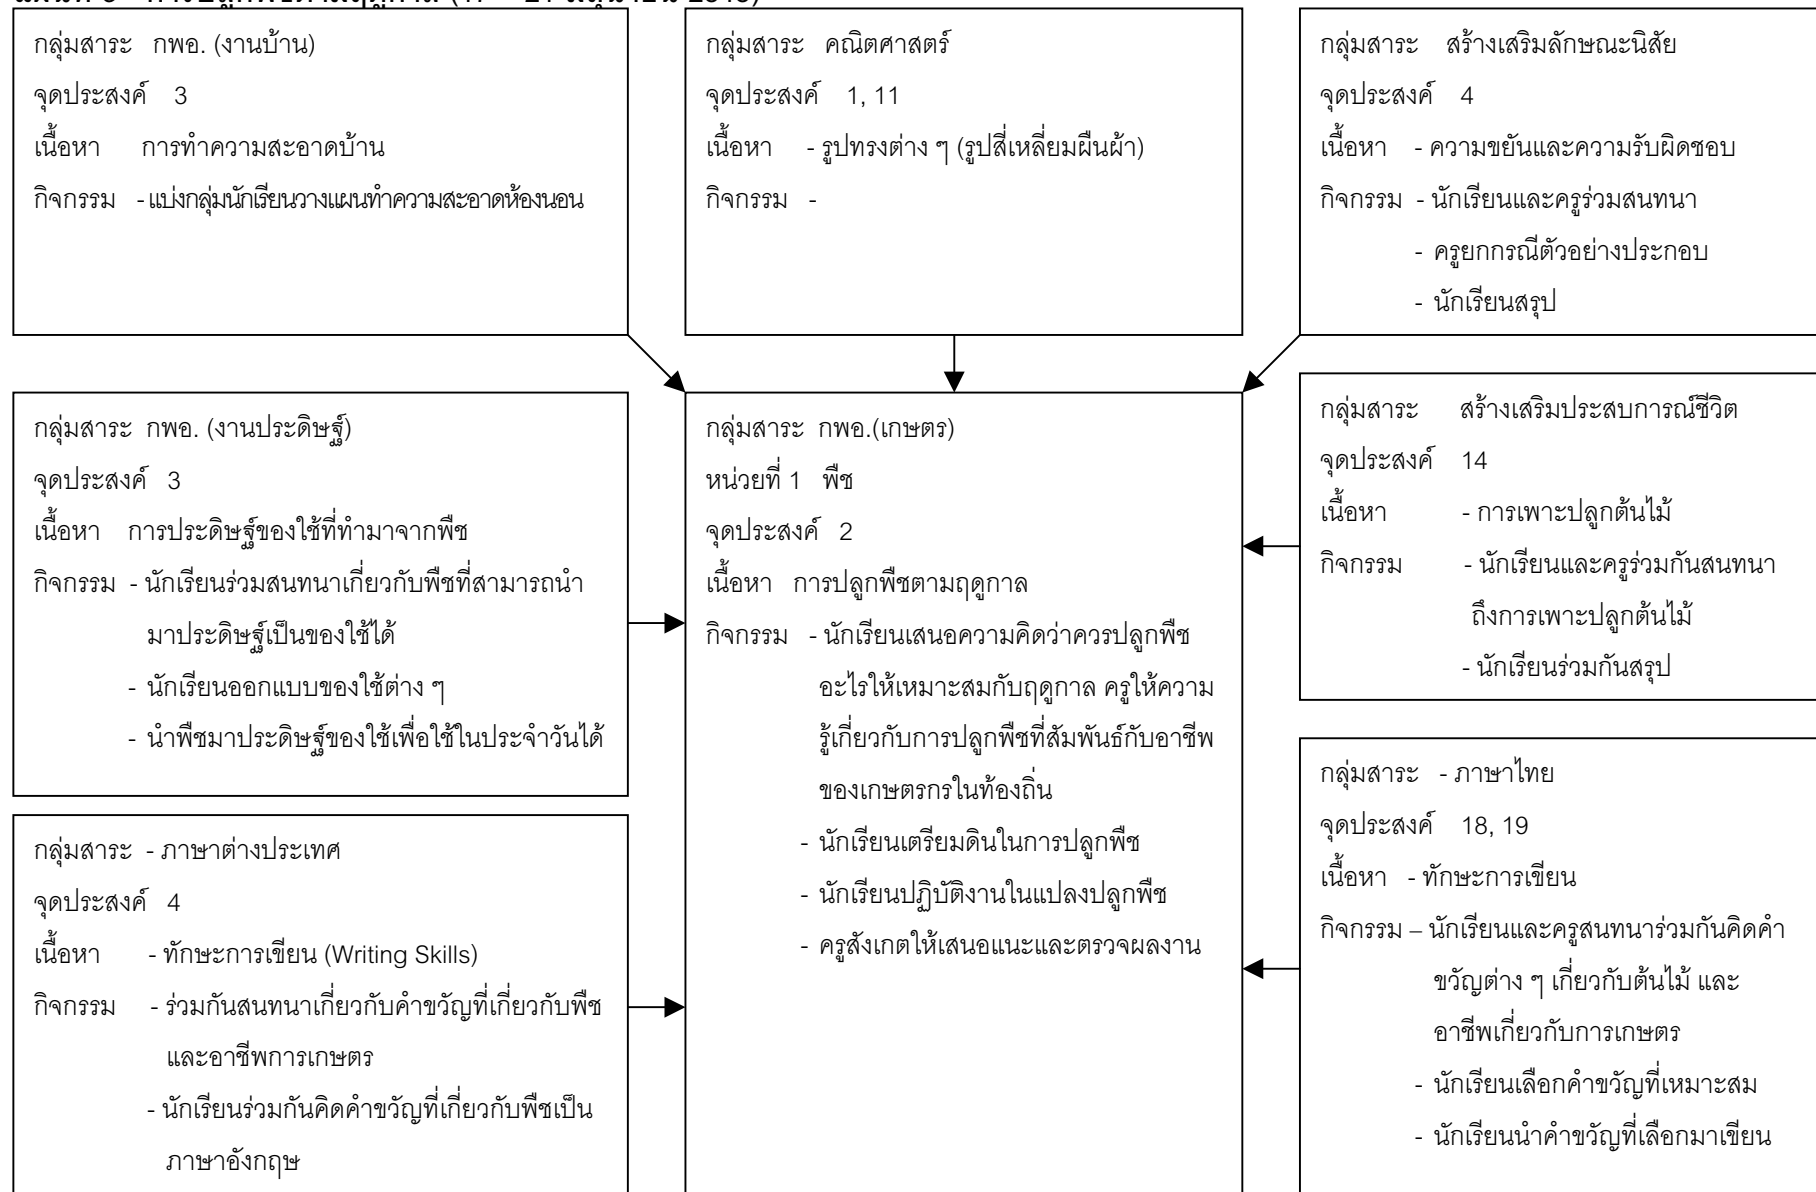 กลุ่มสาระ กพอ. (งานบ้าน)
จุดประสงค์ 3
เนื้อหา การทำความสะอาดบ้าน
กิจกรรม - แบ่งกลุ่มนักเรียนวางแผนทำความสะอาดห้องนอน
กลุ่มสาระ คณิตศาสตร์
จุดประสงค์ 1, 11
เนื้อหา - รูปทรงต่าง ๆ (รูปสี่เหลี่ยมผืนผ้า)
กิจกรรม -
กลุ่มสาระ สร้างเสริมลักษณะนิสัย
จุดประสงค์ 4
เนื้อหา - ความขยันและความรับผิดชอบ
กิจกรรม - นักเรียนและครูร่วมสนทนา
- ครูยกกรณีตัวอย่างประกอบ
- นักเรียนสรุป
กลุ่มสาระ กพอ. (งานประดิษฐ์)
จุดประสงค์ 3
เนื้อหา การประดิษฐ์ของใช้ที่ทำมาจากพืช
กิจกรรม - นักเรียนร่วมสนทนาเกี่ยวกับพืชที่สามารถนำ
มาประดิษฐ์เป็นของใช้ได้
- นักเรียนออกแบบของใช้ต่าง ๆ
- นำพืชมาประดิษฐ์ของใช้เพื่อใช้ในประจำวันได้
กลุ่มสาระ กพอ.(เกษตร)
หน่วยที่ 1 พืช
จุดประสงค์ 2
เนื้อหา การปลูกพืชตามฤดูกาล
กิจกรรม - นักเรียนเสนอความคิดว่าควรปลูกพืช
อะไรให้เหมาะสมกับฤดูกาล ครูให้ความ
รู้เกี่ยวกับการปลูกพืชที่สัมพันธ์กับอาชีพ
ของเกษตรกรในท้องถิ่น
- นักเรียนเตรียมดินในการปลูกพืช
- นักเรียนปฏิบัติงานในแปลงปลูกพืช
- ครูสังเกตให้เสนอแนะและตรวจผลงาน
กลุ่มสาระ สร้างเสริมประสบการณ์ชีวิต
จุดประสงค์ 14
เนื้อหา - การเพาะปลูกต้นไม้
กิจกรรม - นักเรียนและครูร่วมกันสนทนา
ถึงการเพาะปลูกต้นไม้
- นักเรียนร่วมกันสรุป
กลุ่มสาระ - ภาษาต่างประเทศ
จุดประสงค์ 4
เนื้อหา - ทักษะการเขียน (Writing Skills)
กิจกรรม - ร่วมกันสนทนาเกี่ยวกับคำขวัญที่เกี่ยวกับพืช
และอาชีพการเกษตร
- นักเรียนร่วมกันคิดคำขวัญที่เกี่ยวกับพืชเป็น
ภาษาอังกฤษ
กลุ่มสาระ - ภาษาไทย
จุดประสงค์ 18, 19
เนื้อหา - ทักษะการเขียน
กิจกรรม – นักเรียนและครูสนทนาร่วมกันคิดคำ
ขวัญต่าง ๆ เกี่ยวกับต้นไม้ และ
อาชีพเกี่ยวกับการเกษตร
- นักเรียนเลือกคำขวัญที่เหมาะสม
- นักเรียนนำคำขวัญที่เลือกมาเขียน